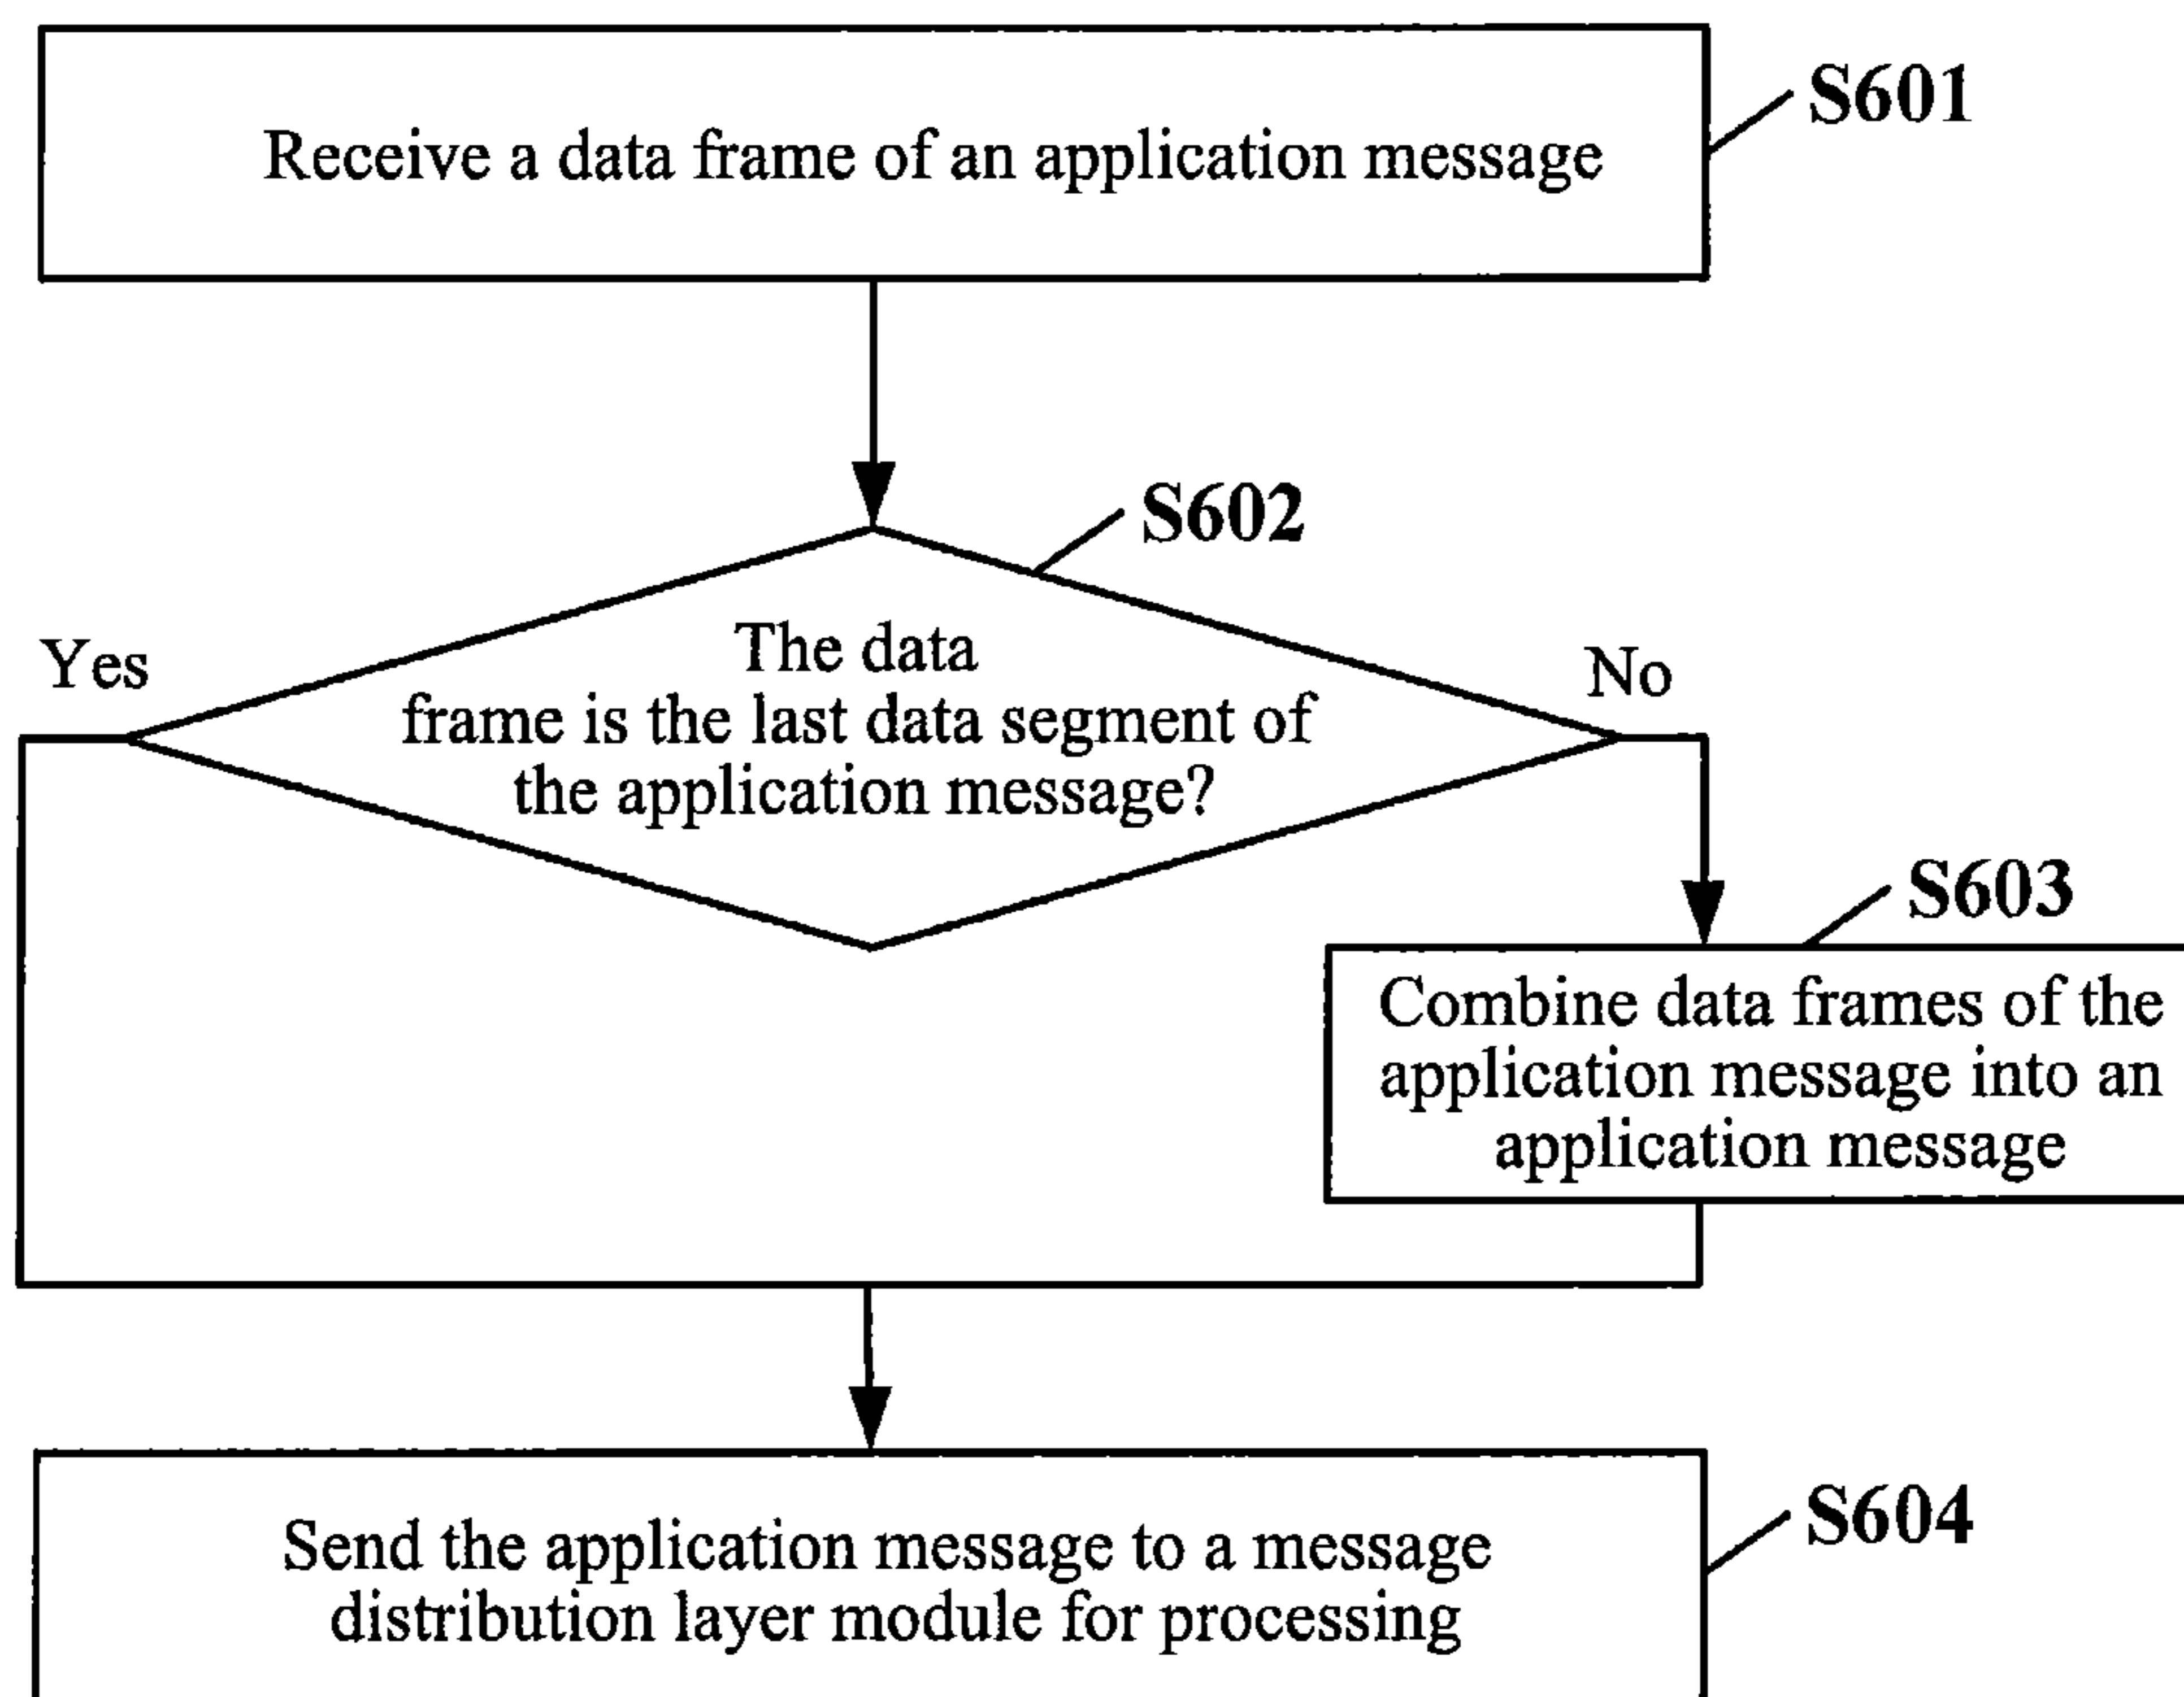 Receive a data frame of an application message
S601
S602
The data
frame is the last data segment of
the application message?
Yes
No
S603
Combine data frames of the
application message into an
application message
Send the application message to a message
distribution layer module for processing
S604